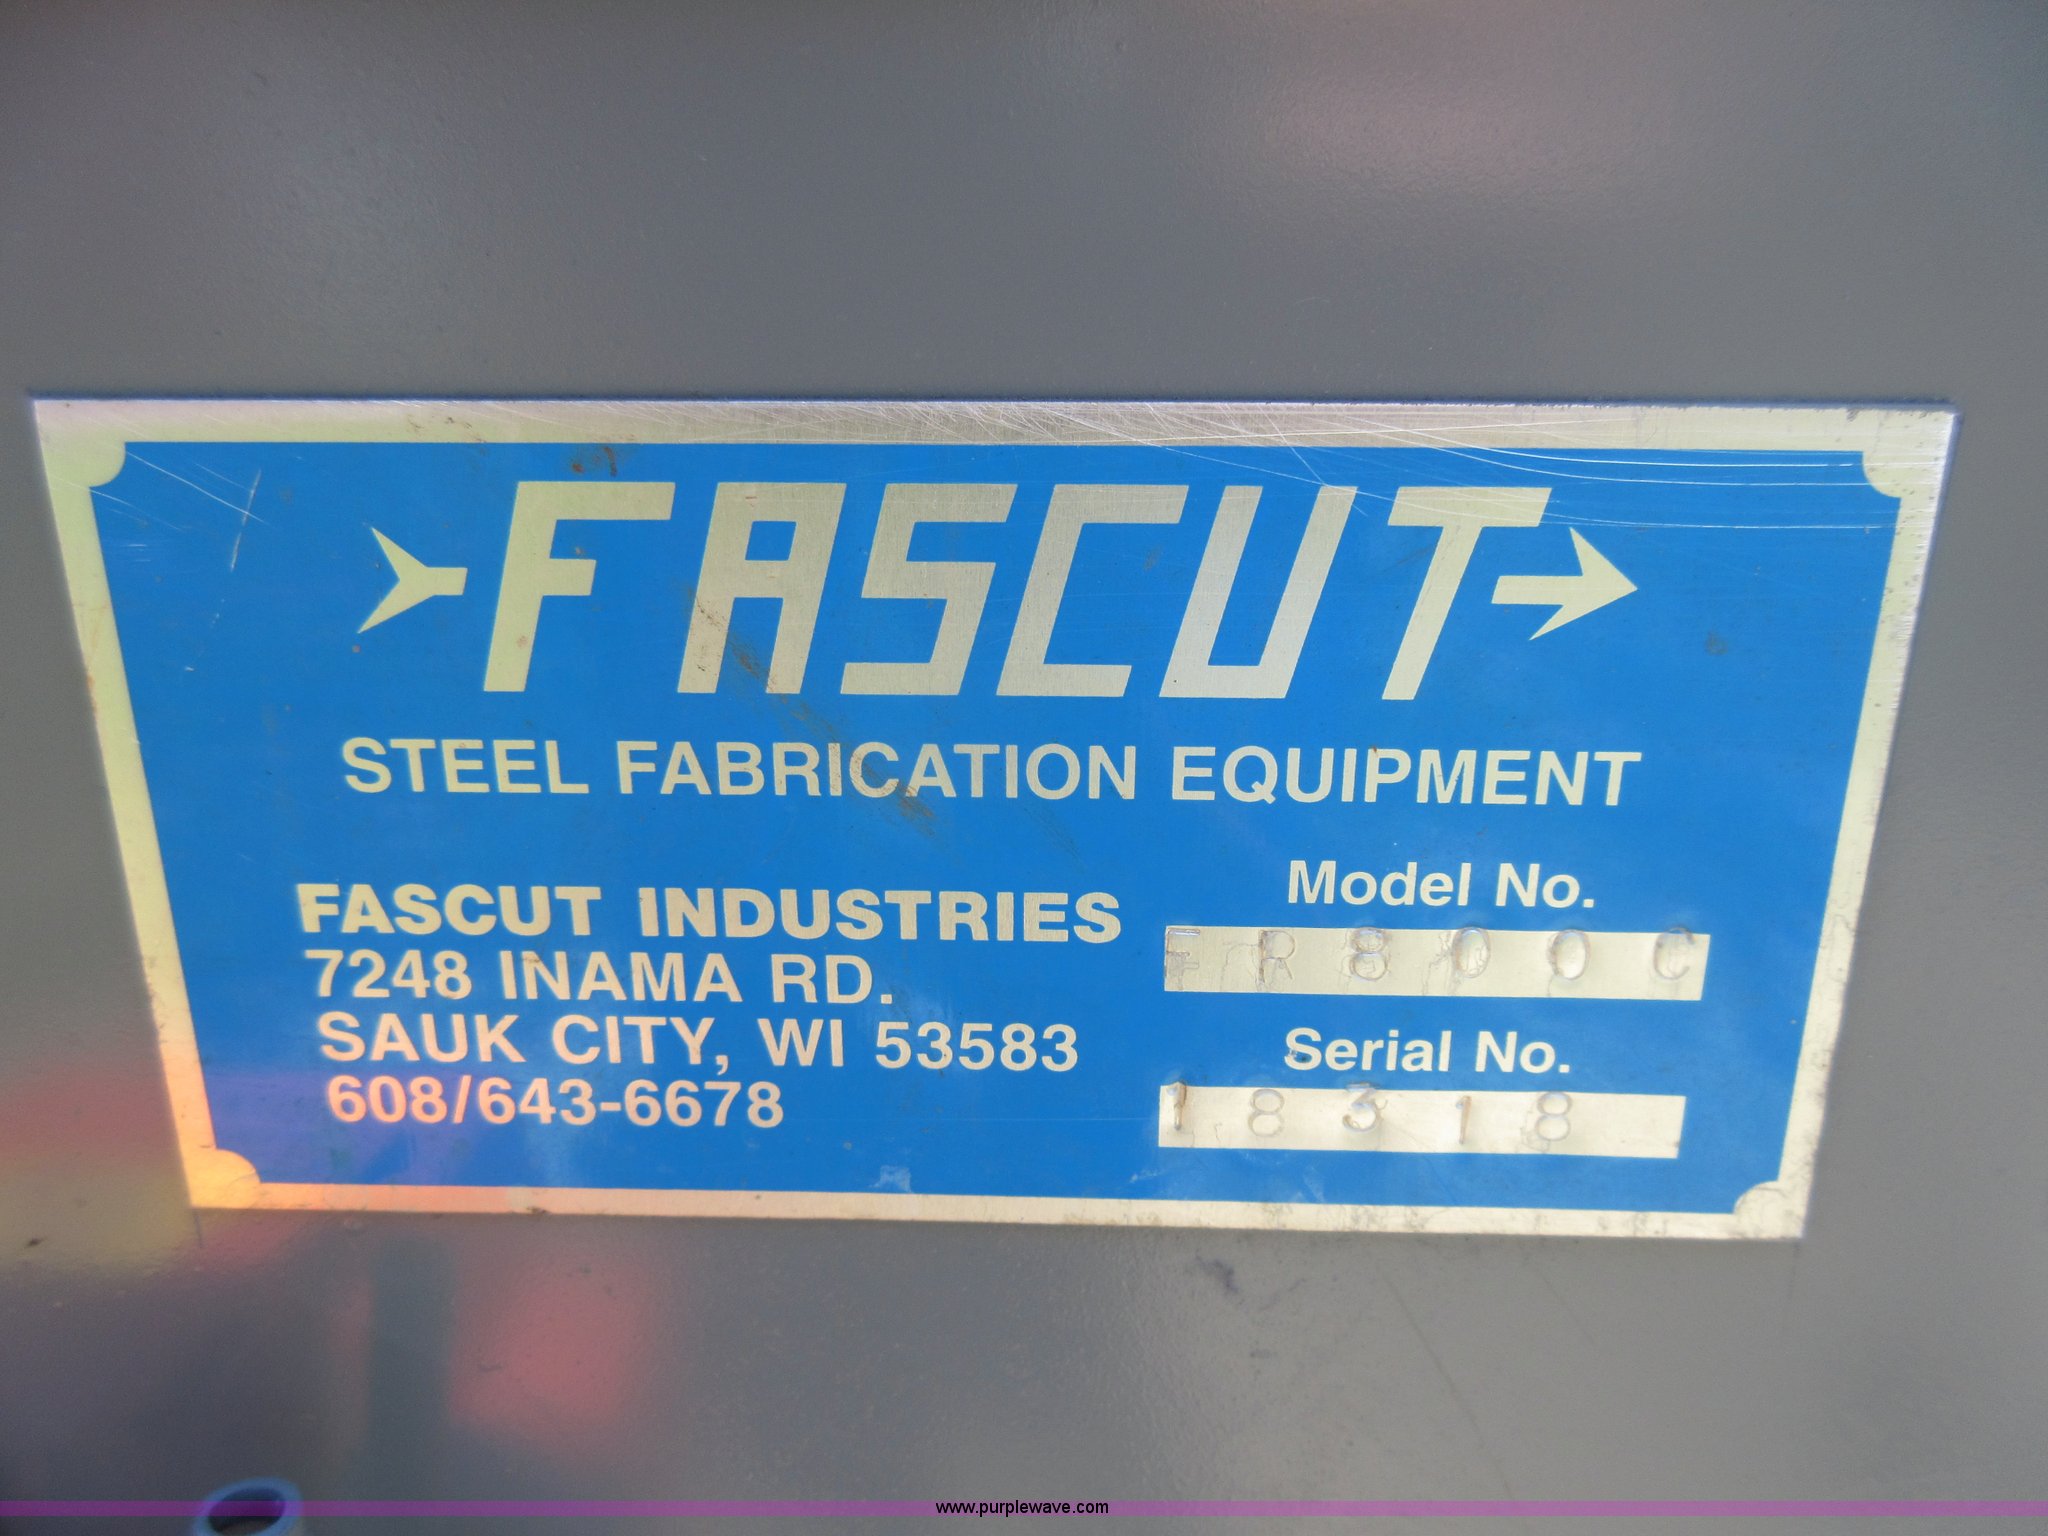 FASCUT
STEEL FABRICATION EQUIPMENT
FASCUT INDUSTRIES
7248 INAMA RD.
SAUK CITY, WI 53583
608/643-6678
Model No.
FR800C
Serial No.
18318
www.purplewave.com